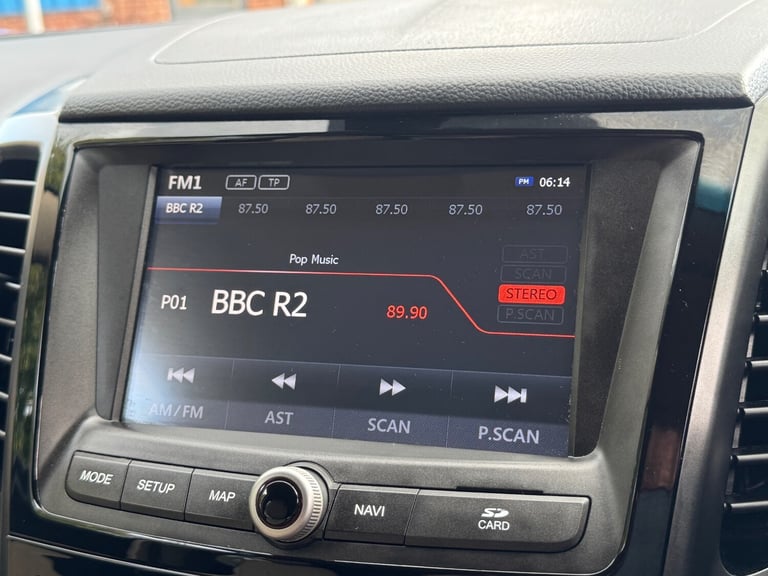 FM1 AF TP PM 06:14
BBC R2 87.50 87.50 87.50 87.50 87.50
Pop Music
AST
SCAN
STEREO
P.SCAN
P01 BBC R2 89.90
AM/FM AST SCAN P.SCAN
MODE SETUP MAP NAVI SD CARD